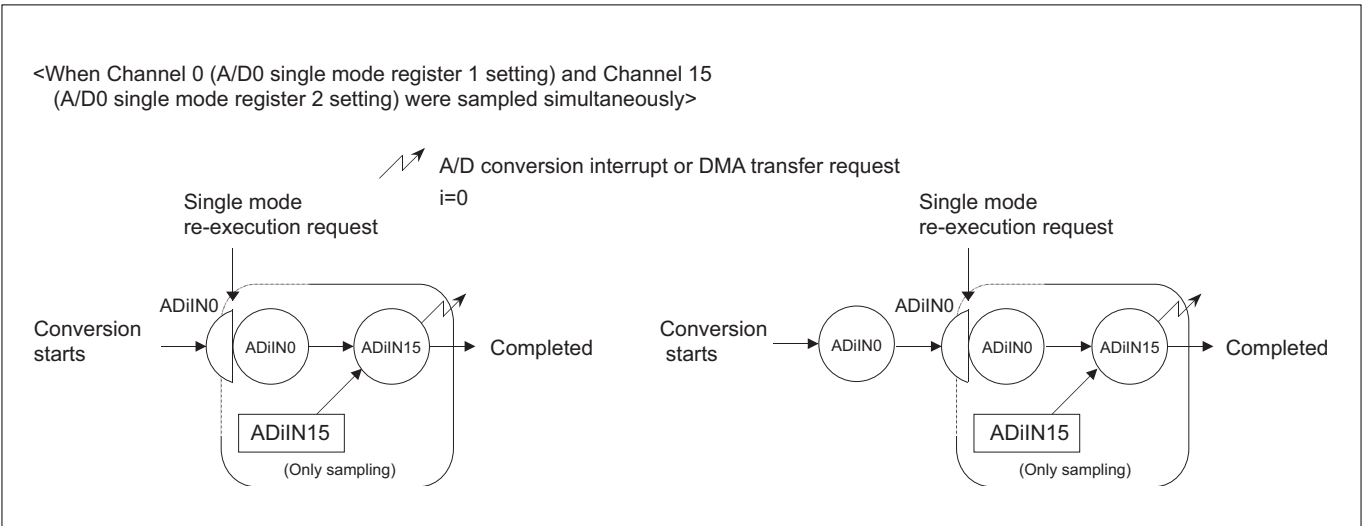 <When Channel 0 (A/D0 single mode register 1 setting) and Channel 15
(A/D0 single mode register 2 setting) were sampled simultaneously>
A/D conversion interrupt or DMA transfer request
i=0
Single mode
re-execution request
ADiIN0
Conversion
starts
ADiIN0
ADiIN15
Completed
ADiIN15
(Only sampling)
Single mode
re-execution request
Conversion
starts
ADiIN0
ADiIN0
ADiIN0
ADiIN15
Completed
ADiIN15
(Only sampling)